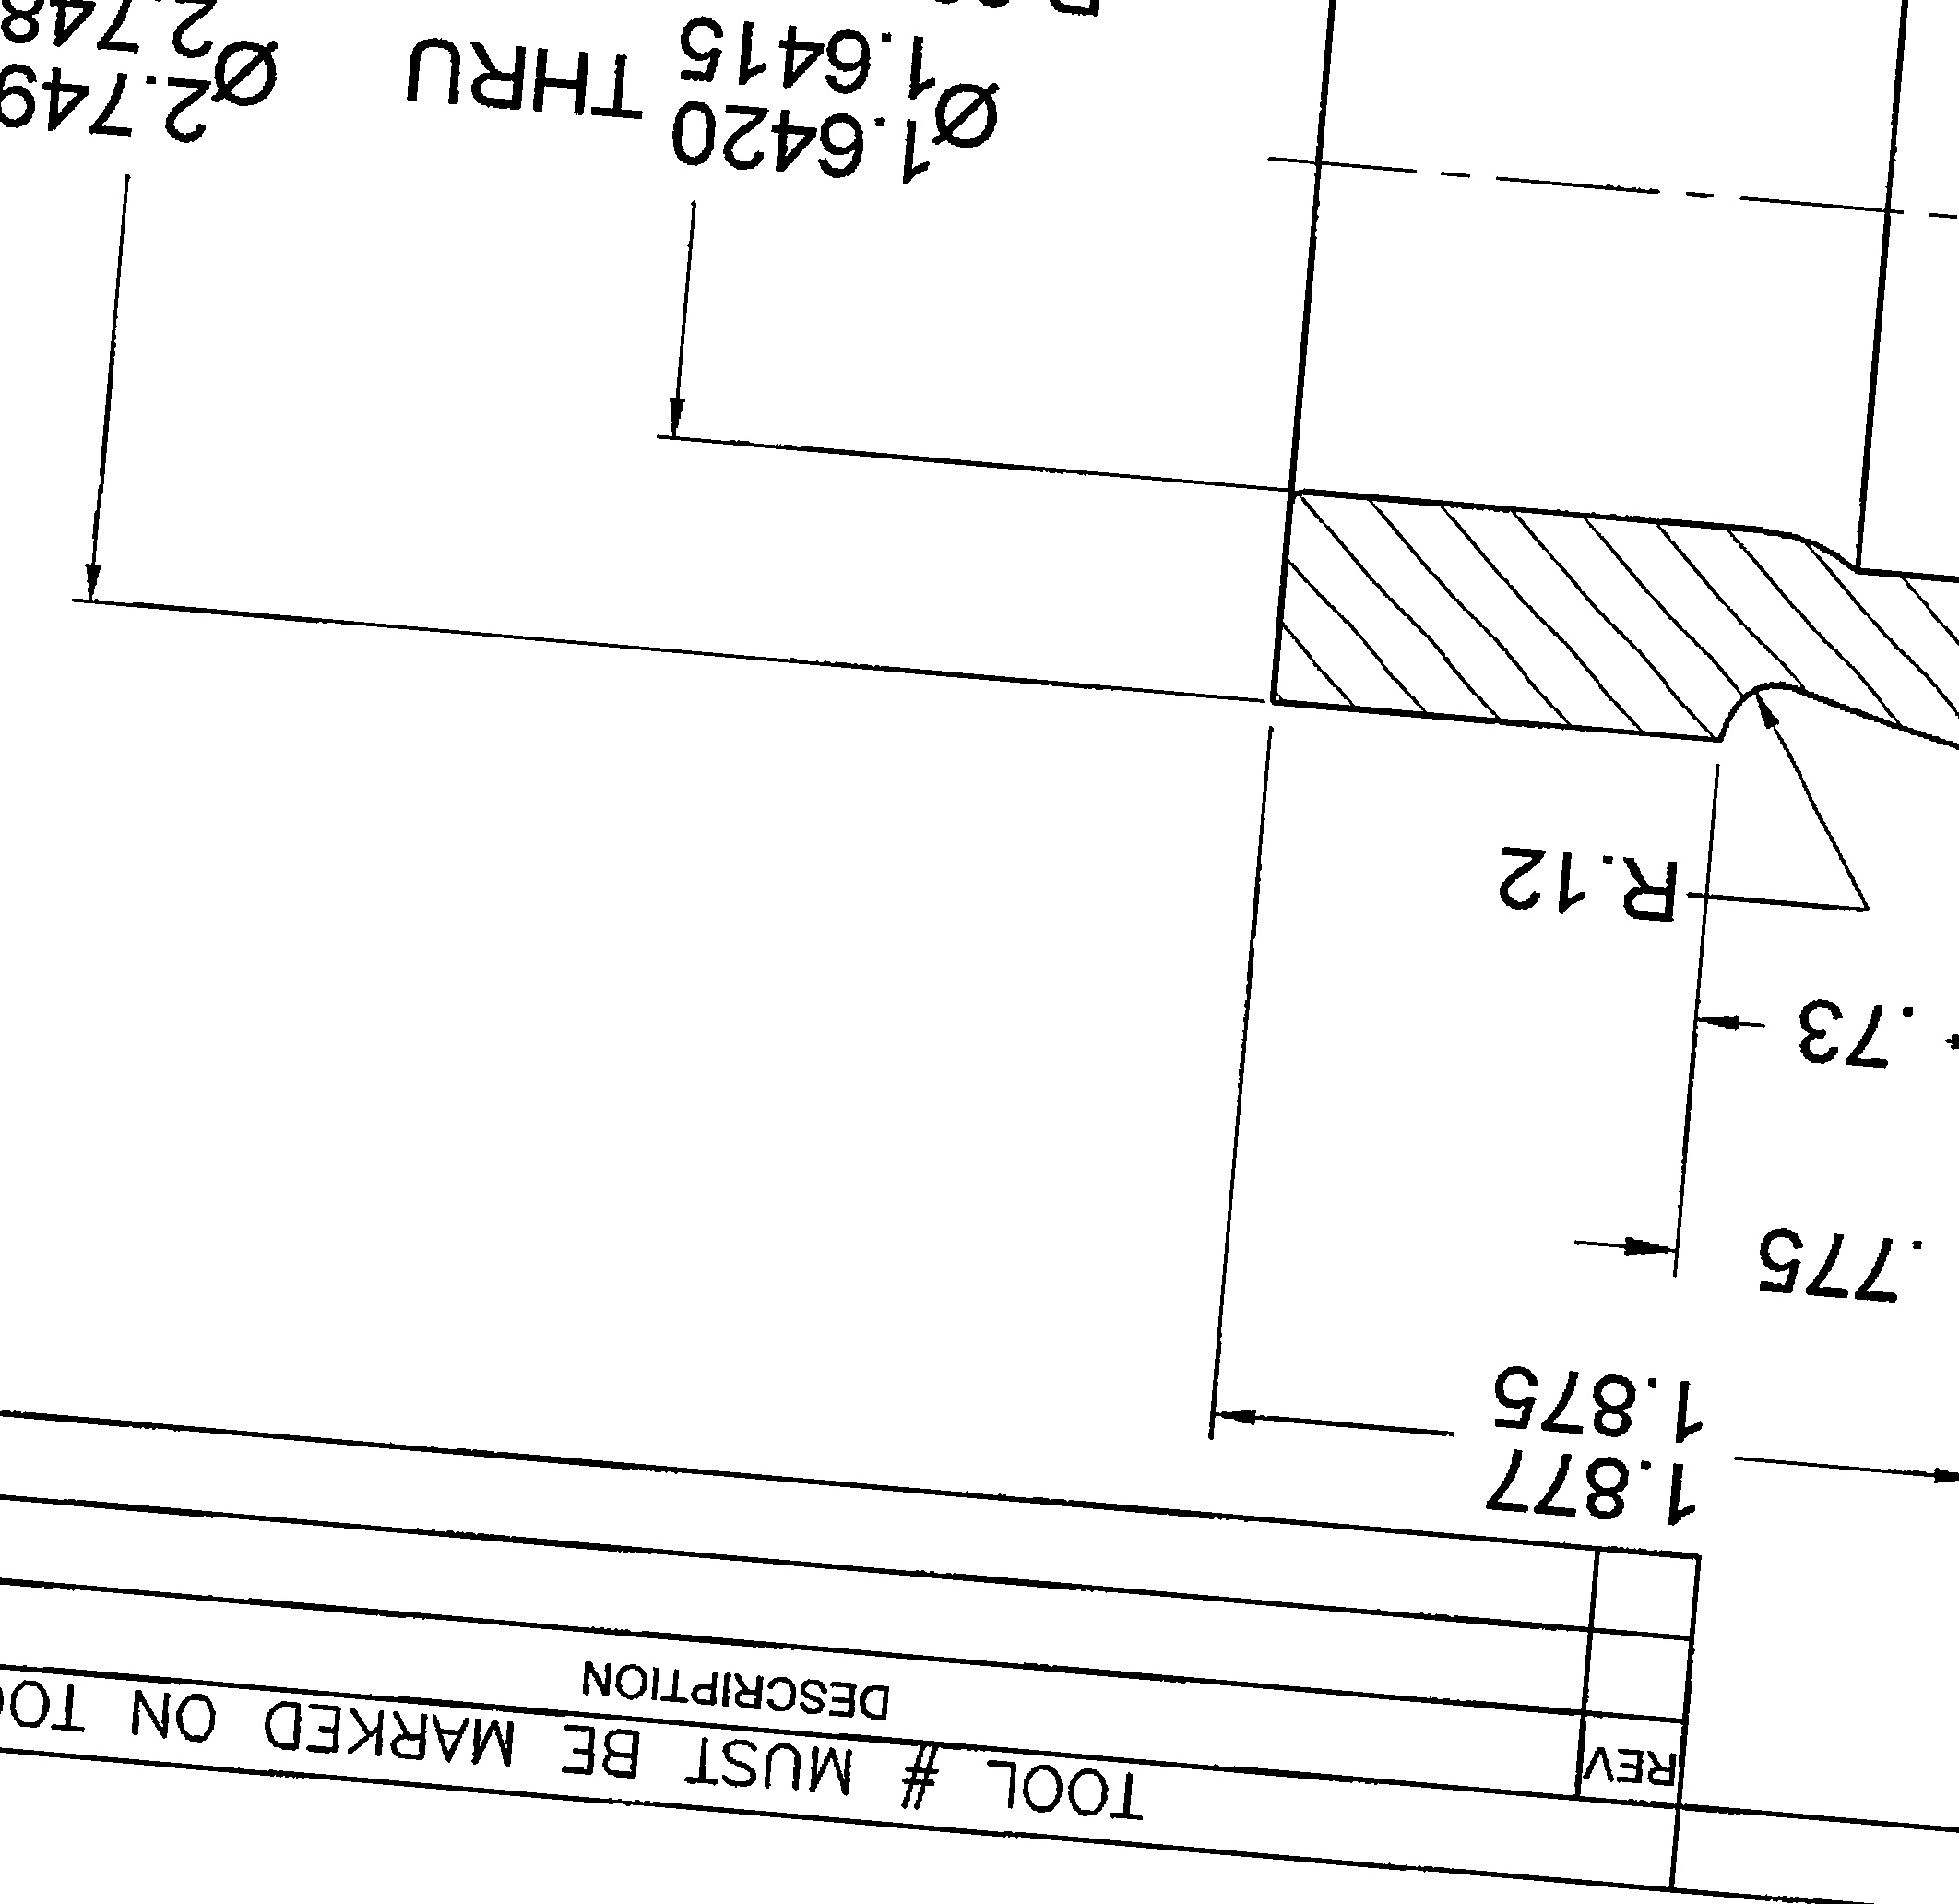 TOOL # MUST BE MARKED ON
REV DESCRIPTION
1.877
1.875
.775
.73
R.12
1.6420
Ø1.6415 THRU
2.749
Ø2.748